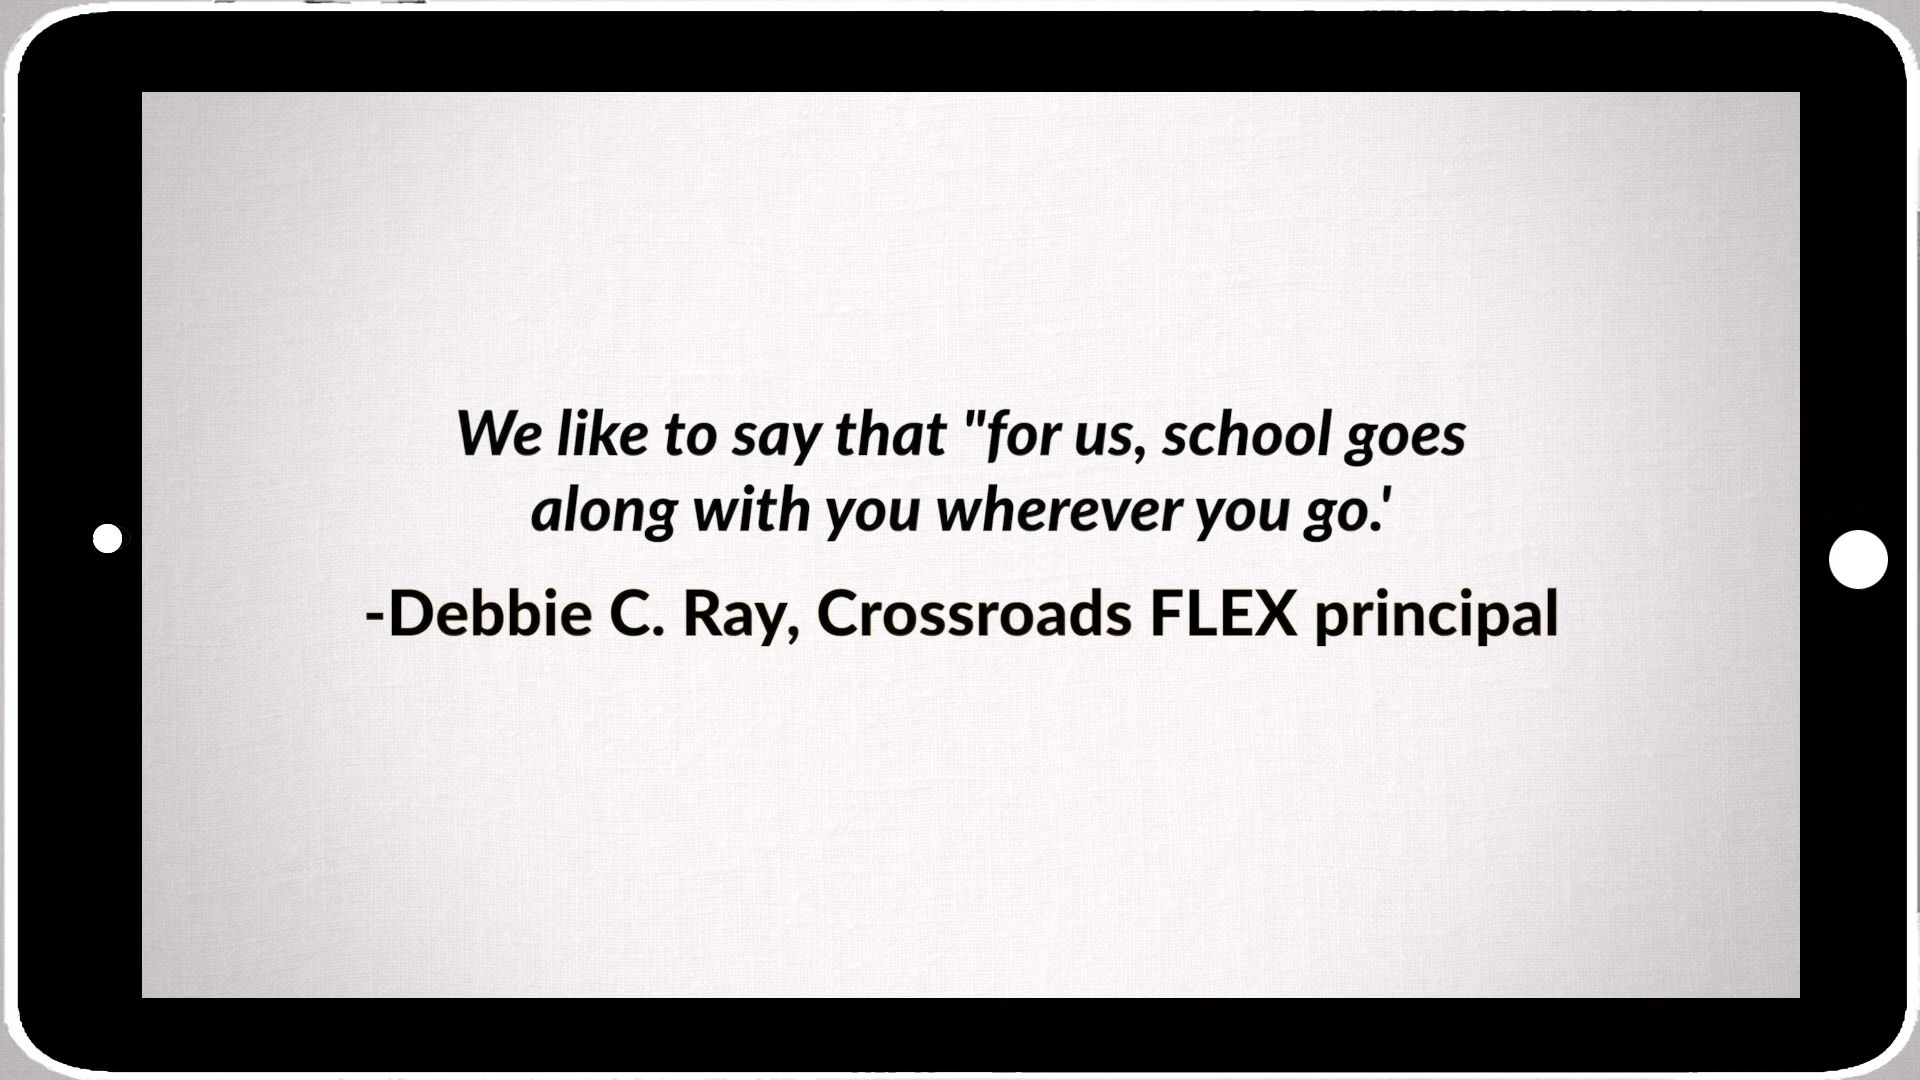 We like to say that "for us, school goes
along with you wherever you go.'
-Debbie C. Ray, Crossroads FLEX principal